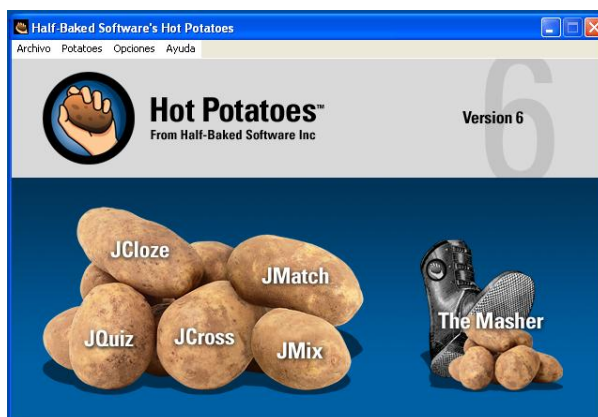 Half-Baked Software's Hot Potatoes
Archivo Potatoes Opciones Ayuda
Hot Potatoes™
From Half-Baked Software Inc
Version 6
6
JCloze
JMatch
JQuiz
JCross
JMix
The Masher